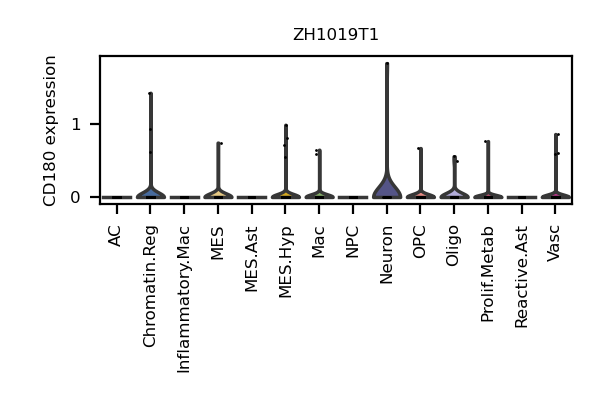 ZH1019T1
CD180 expression
1
0
AC
Chromatin.Reg
Inflammatory.Mac
MES
MES.Ast
MES.Hyp
Mac
NPC
Neuron
OPC
Oligo
Prolif.Metab
Reactive.Ast
Vasc